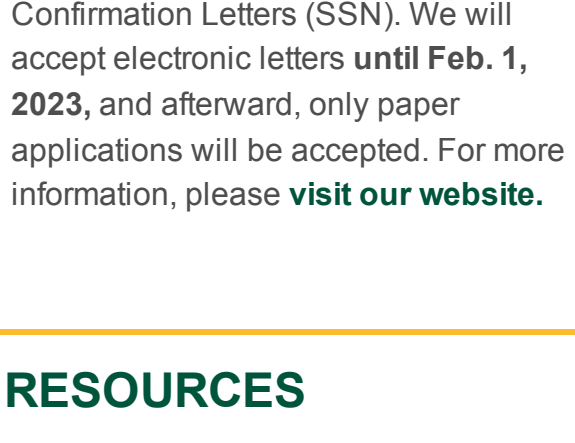 Confirmation Letters (SSN). We will
accept electronic letters until Feb. 1,
2023, and afterward, only paper
applications will be accepted. For more
information, please visit our website.
RESOURCES